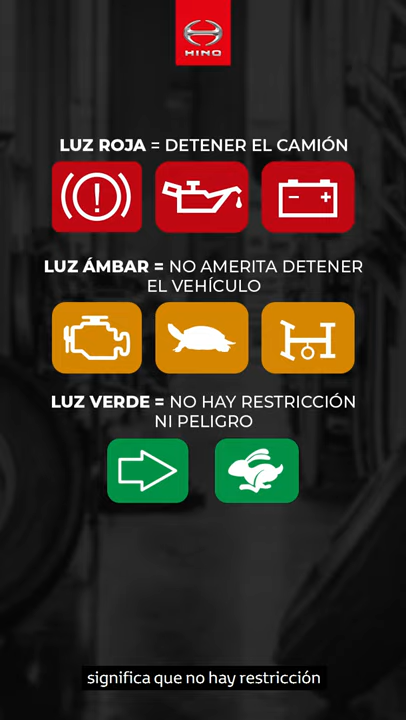 HINO
LUZ ROJA = DETENER EL CAMIÓN
LUZ ÁMBAR = NO AMERITA DETENER
EL VEHÍCULO
LUZ VERDE = NO HAY RESTRICCIÓN
NI PELIGRO
significa que no hay restricción